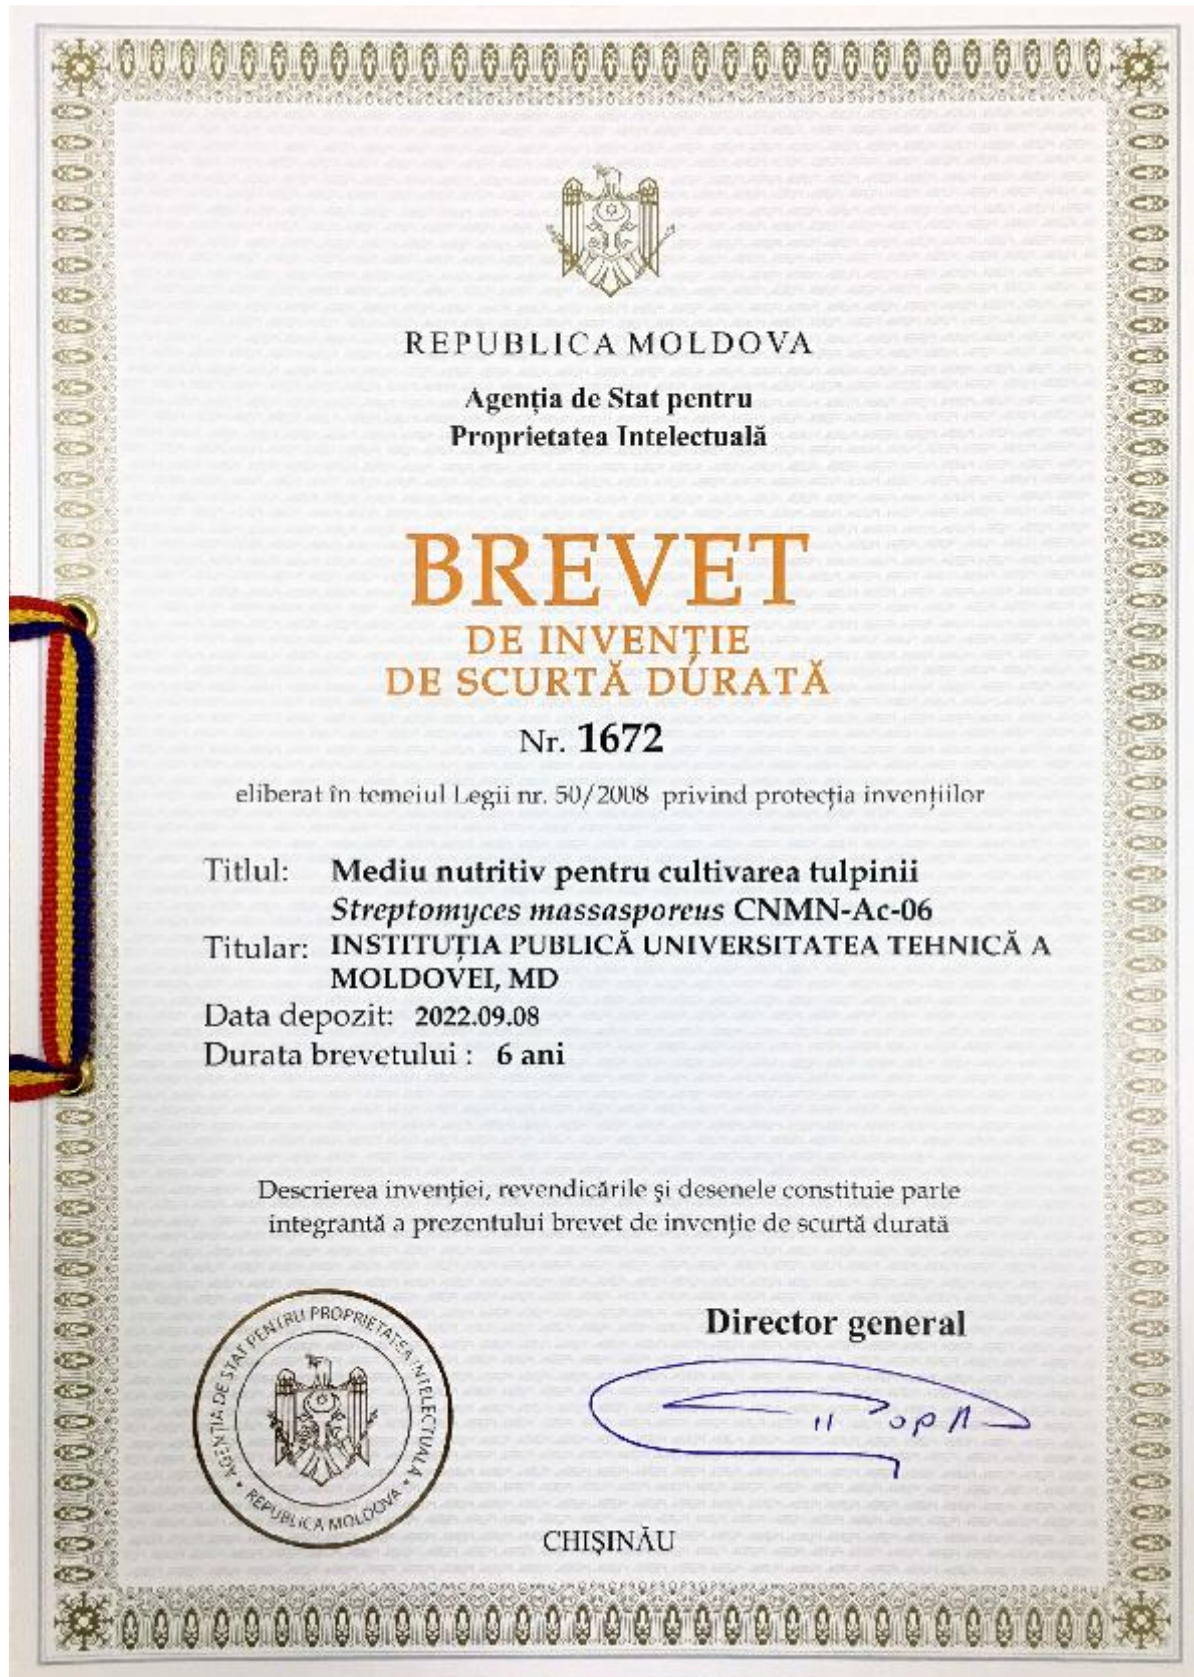 REPUBLICA MOLDOVA
Agenția de Stat pentru
Proprietatea Intelectuală
BREVET
DE INVENȚIE
DE SCURTĂ DURATĂ
Nr. 1672
eliberat în temeiul Legii nr. 50/2008 privind protecția invențiilor
Titlul: Mediu nutritiv pentru cultivarea tulpinii
Streptomyces massasporeus CNMN-Ac-06
Titular: INSTITUȚIA PUBLICĂ UNIVERSITATEA TEHNICĂ A
MOLDOVEI, MD
Data depozit: 2022.09.08
Durata brevetului : 6 ani
Descrierea invenției, revendicările și desenele constituie parte
integrantă a prezentului brevet de invenție de scurtă durată
Director general
AGENȚIA DE STAT PENTRU PROPRIETATEA INTELECTUALĂ
REPUBLICA MOLDOVA
CHIȘINĂU